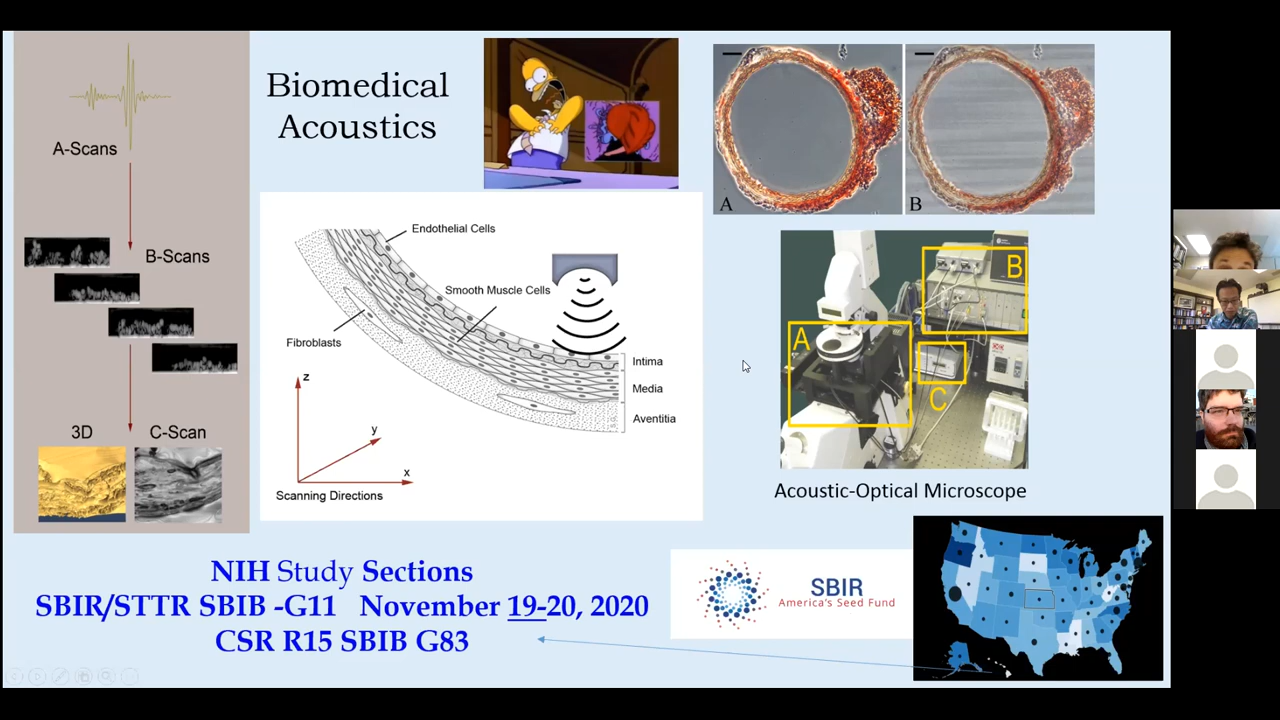 A-Scans
B-Scans
3D
C-Scan
Biomedical
Acoustics
Endothelial Cells
Smooth Muscle Cells
Fibroblasts
Intima
Media
Aventitia
z
y
x
Scanning Directions
A
B
A
B
C
Acoustic-Optical Microscope
NIH Study Sections
SBIR/STTR SBIB -G11 November 19-20, 2020
CSR R15 SBIB G83
SBIR
America's Seed Fund